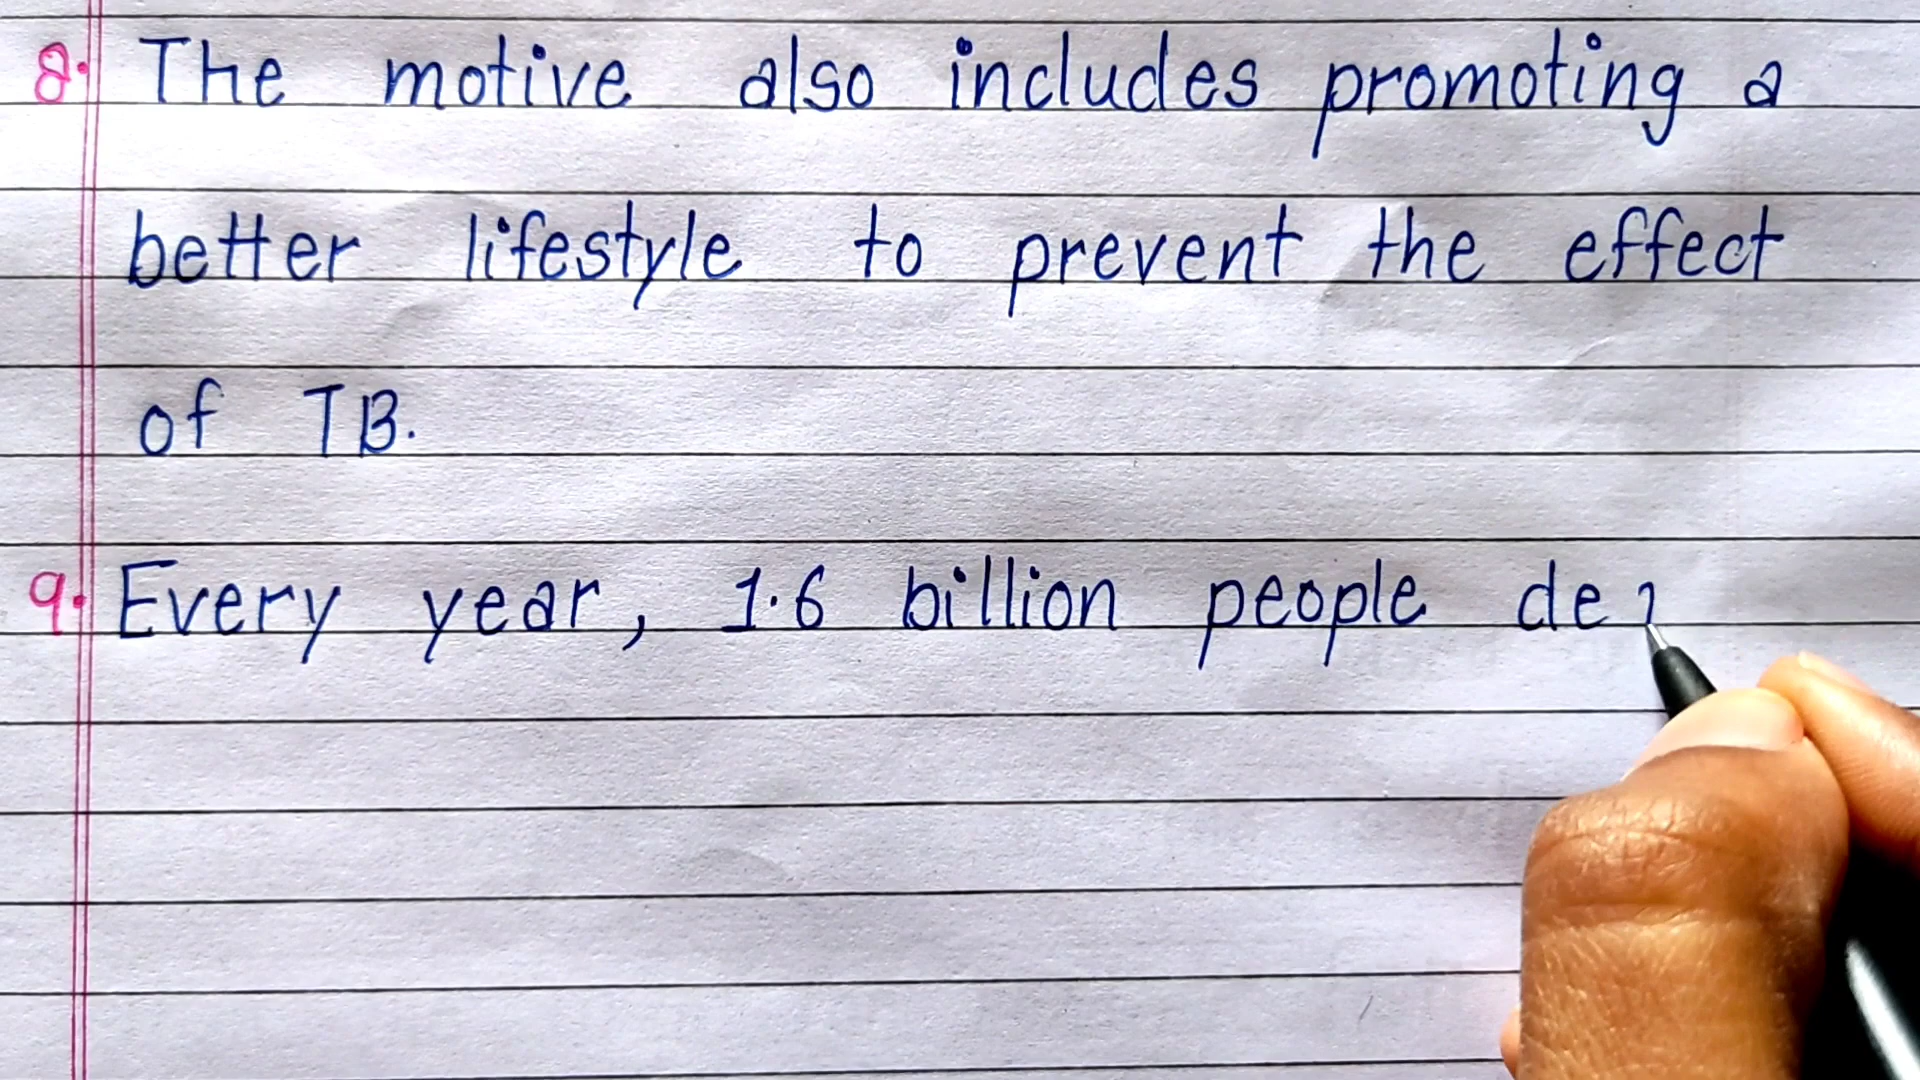 8. The motive also includes promoting a
better lifestyle to prevent the effect
of TB.
9. Every year, 1.6 billion people de